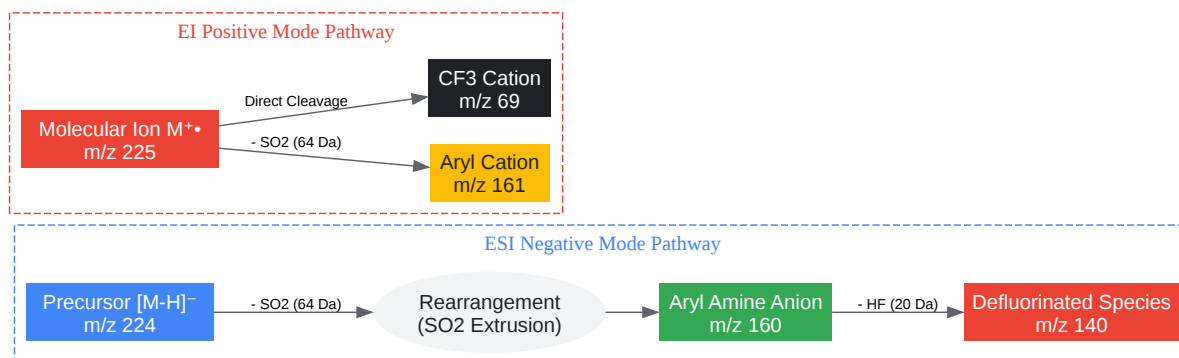 EI Positive Mode Pathway
Molecular Ion M⁺•
m/z 225
Direct Cleavage
CF3 Cation
m/z 69
- SO2 (64 Da)
Aryl Cation
m/z 161
ESI Negative Mode Pathway
Precursor [M-H]⁻
m/z 224
- SO2 (64 Da)
Rearrangement
(SO2 Extrusion)
Aryl Amine Anion
m/z 160
- HF (20 Da)
Defluorinated Species
m/z 140